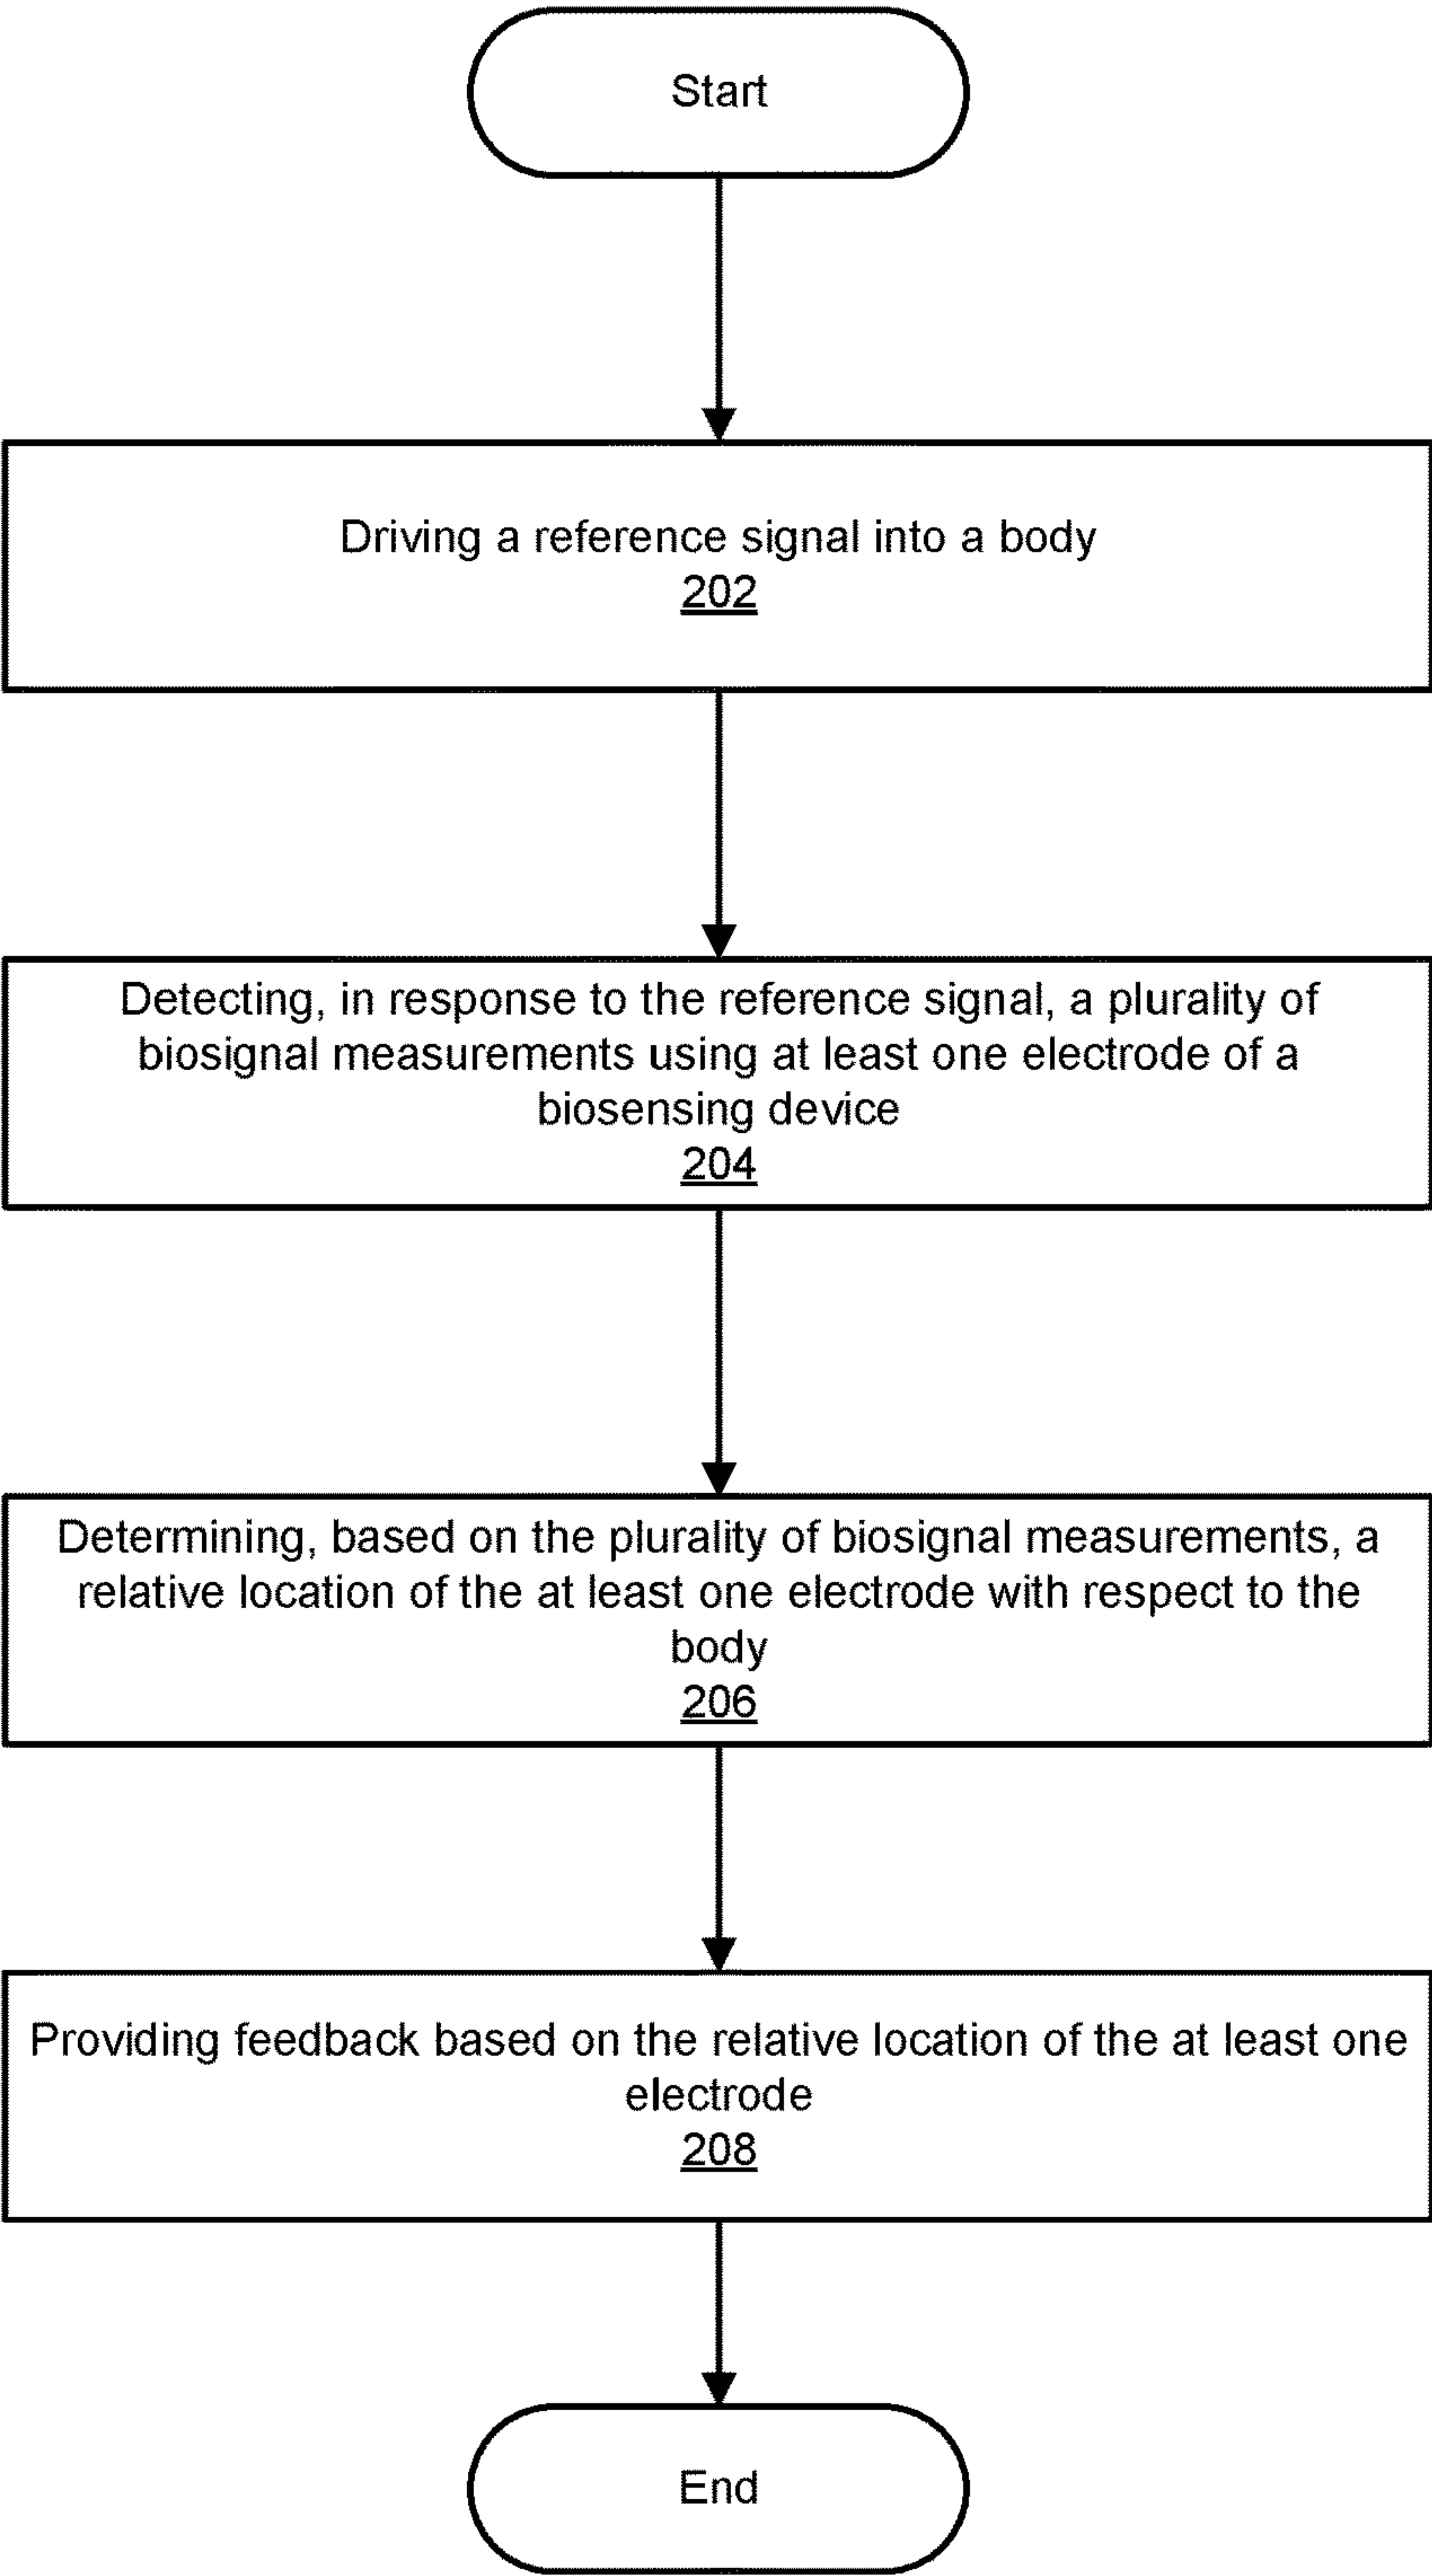 Start
Driving a reference signal into a body
202
Detecting, in response to the reference signal, a plurality of
biosignal measurements using at least one electrode of a
biosensing device
204
Determining, based on the plurality of biosignal measurements, a
relative location of the at least one electrode with respect to the
body
206
Providing feedback based on the relative location of the at least one
electrode
208
End